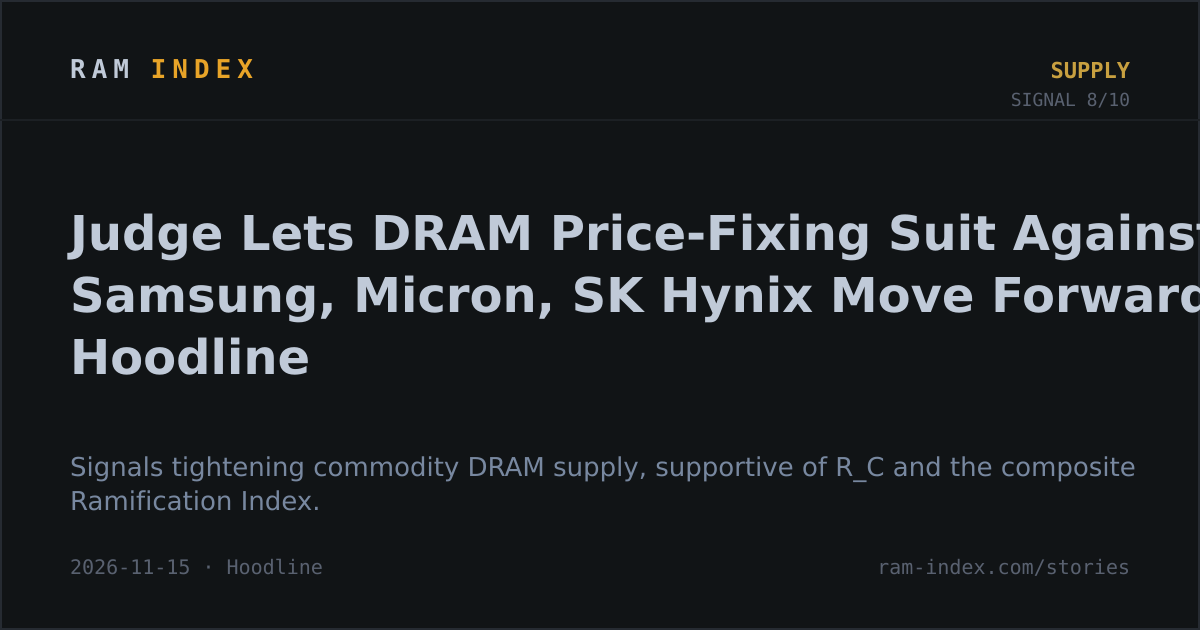 RAM INDEX
SUPPLY
SIGNAL 8/10
Judge Lets DRAM Price-Fixing Suit Agains
Samsung, Micron, SK Hynix Move Forward
Hoodline
Signals tightening commodity DRAM supply, supportive of R_C and the composite
Ramification Index.
2026-11-15 · Hoodline
ram-index.com/stories